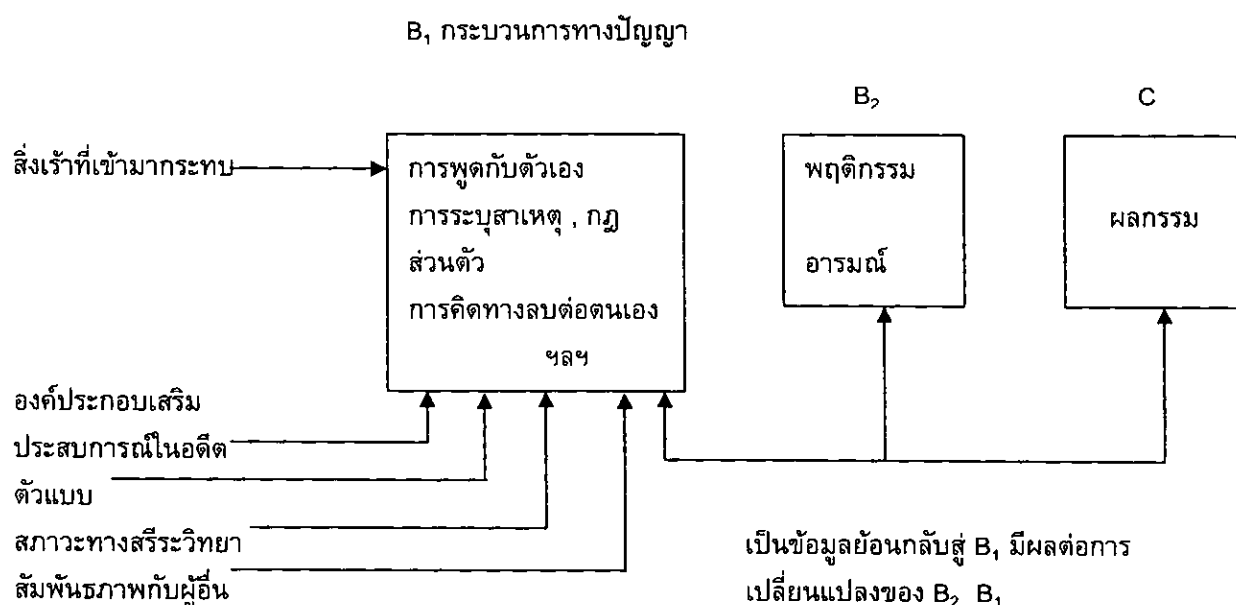 B₁ กระบวนการทางปัญญา
B₂
C
สิ่งเร้าที่เข้ามากระทบ
การพูดกับตัวเอง
การระบุสาเหตุ , กฎ
ส่วนตัว
การคิดทางลบต่อตนเอง
ฯลฯ
พฤติกรรม
อารมณ์
ผลกรรม
องค์ประกอบเสริม
ประสบการณ์ในอดีต
ตัวแบบ
สภาวะทางสรีระวิทยา
สัมพันธภาพกับผู้อื่น
เป็นข้อมูลย้อนกลับสู่ B₁ มีผลต่อการ
เปลี่ยนแปลงของ B₂ B₁